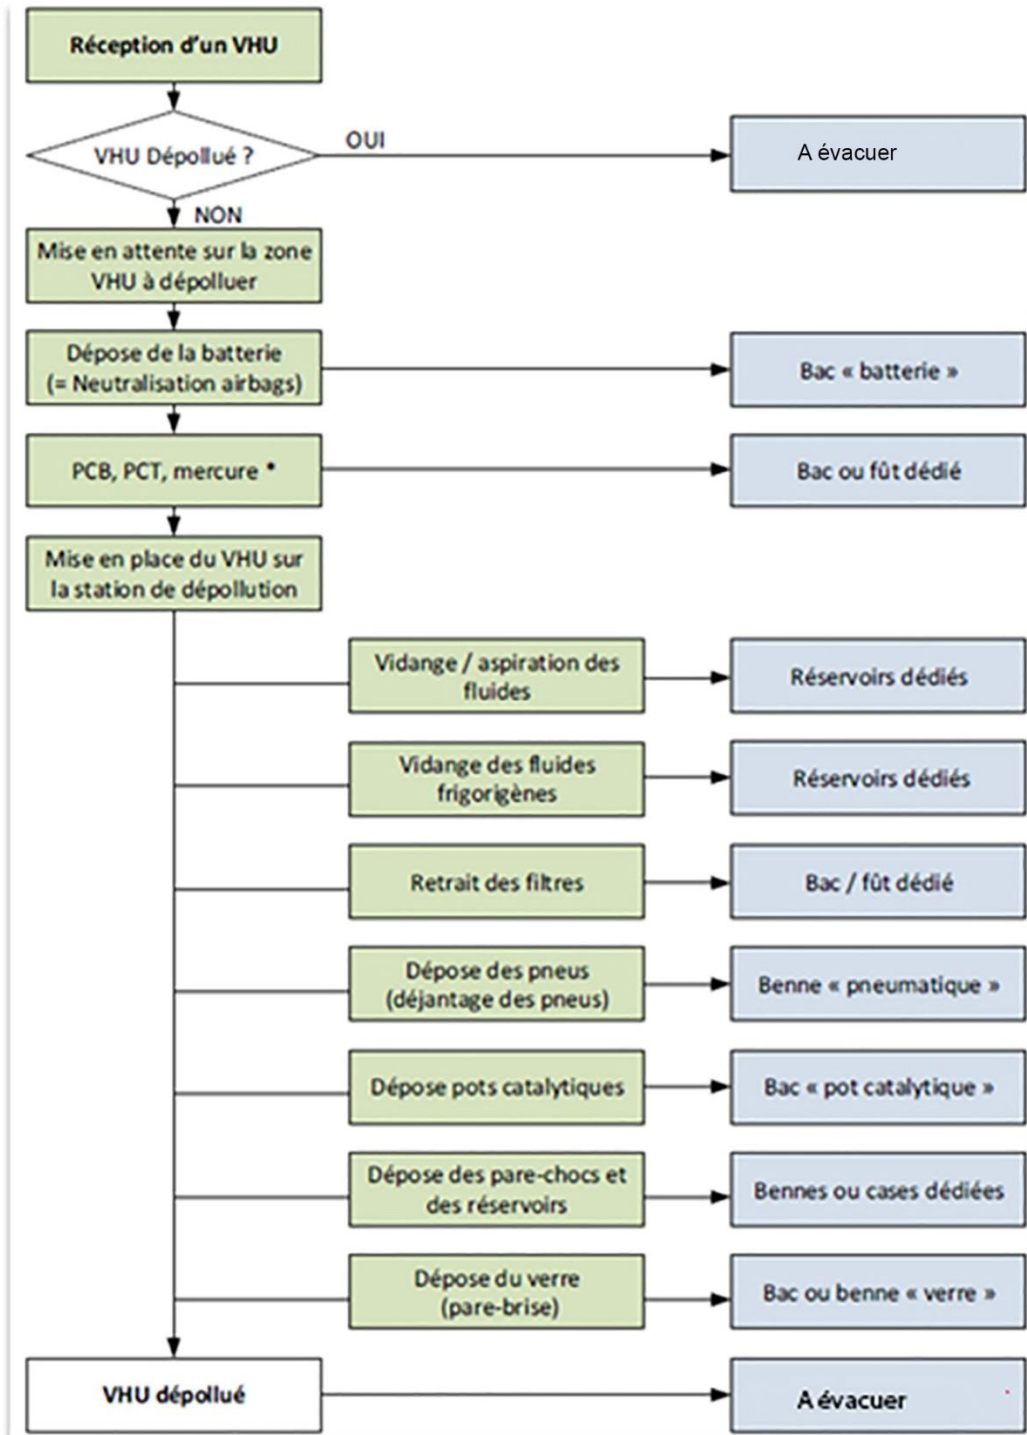 Réception d'un VHU
VHU Dépollué ?
OUI
A évacuer
NON
Mise en attente sur la zone
VHU à dépolluer
Dépose de la batterie
(= Neutralisation airbags)
Bac « batterie »
PCB, PCT, mercure *
Bac ou fût dédié
Mise en place du VHU sur
la station de dépollution
Vidange / aspiration des
fluides
Réservoirs dédiés
Vidange des fluides
frigorigènes
Réservoirs dédiés
Retrait des filtres
Bac / fût dédié
Dépose des pneus
(déjantage des pneus)
Benne « pneumatique »
Dépose pots catalytiques
Bac « pot catalytique »
Dépose des pare-chocs et
des réservoirs
Bennes ou cases dédiées
Dépose du verre
(pare-brise)
Bac ou benne « verre »
VHU dépollué
A évacuer